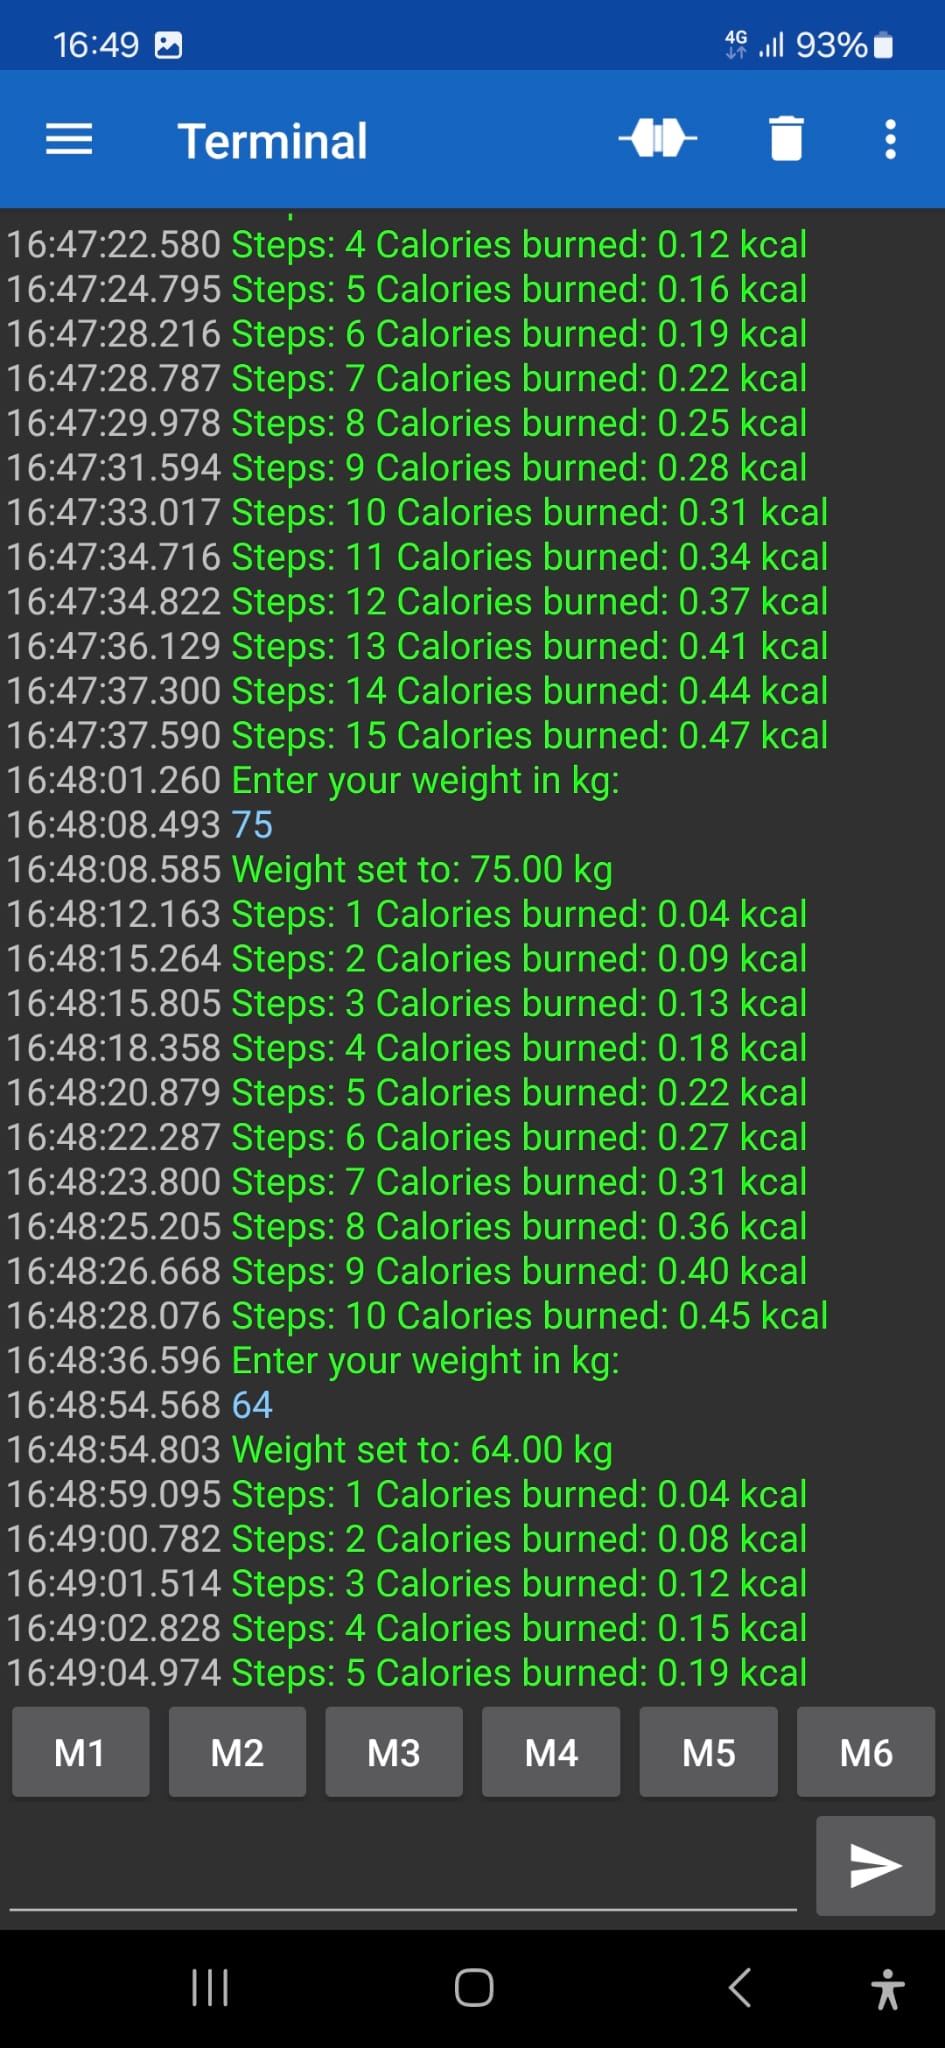 16:49 4G 93%
Terminal
16:47:22.580 Steps: 4 Calories burned: 0.12 kcal
16:47:24.795 Steps: 5 Calories burned: 0.16 kcal
16:47:28.216 Steps: 6 Calories burned: 0.19 kcal
16:47:28.787 Steps: 7 Calories burned: 0.22 kcal
16:47:29.978 Steps: 8 Calories burned: 0.25 kcal
16:47:31.594 Steps: 9 Calories burned: 0.28 kcal
16:47:33.017 Steps: 10 Calories burned: 0.31 kcal
16:47:34.716 Steps: 11 Calories burned: 0.34 kcal
16:47:34.822 Steps: 12 Calories burned: 0.37 kcal
16:47:36.129 Steps: 13 Calories burned: 0.41 kcal
16:47:37.300 Steps: 14 Calories burned: 0.44 kcal
16:47:37.590 Steps: 15 Calories burned: 0.47 kcal
16:48:01.260 Enter your weight in kg:
16:48:08.493 75
16:48:08.585 Weight set to: 75.00 kg
16:48:12.163 Steps: 1 Calories burned: 0.04 kcal
16:48:15.264 Steps: 2 Calories burned: 0.09 kcal
16:48:15.805 Steps: 3 Calories burned: 0.13 kcal
16:48:18.358 Steps: 4 Calories burned: 0.18 kcal
16:48:20.879 Steps: 5 Calories burned: 0.22 kcal
16:48:22.287 Steps: 6 Calories burned: 0.27 kcal
16:48:23.800 Steps: 7 Calories burned: 0.31 kcal
16:48:25.205 Steps: 8 Calories burned: 0.36 kcal
16:48:26.668 Steps: 9 Calories burned: 0.40 kcal
16:48:28.076 Steps: 10 Calories burned: 0.45 kcal
16:48:36.596 Enter your weight in kg:
16:48:54.568 64
16:48:54.803 Weight set to: 64.00 kg
16:48:59.095 Steps: 1 Calories burned: 0.04 kcal
16:49:00.782 Steps: 2 Calories burned: 0.08 kcal
16:49:01.514 Steps: 3 Calories burned: 0.12 kcal
16:49:02.828 Steps: 4 Calories burned: 0.15 kcal
16:49:04.974 Steps: 5 Calories burned: 0.19 kcal
M1 M2 M3 M4 M5 M6